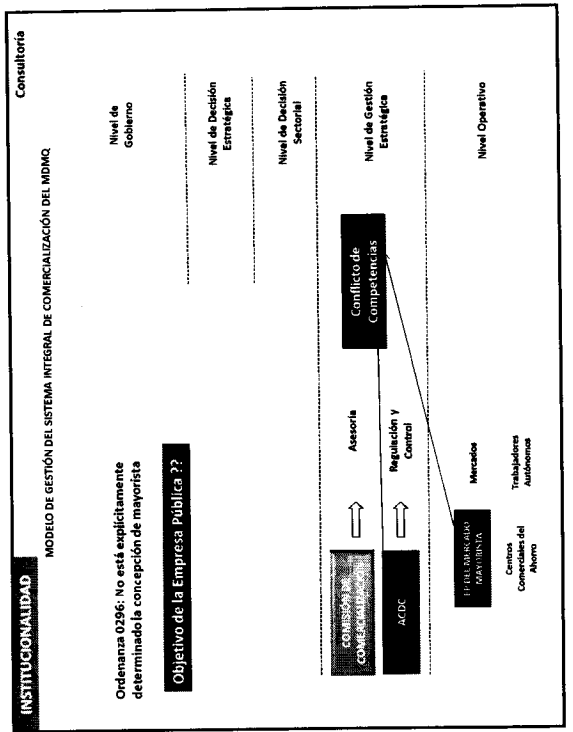 INSTITUCIONALIDAD
Consultoría
MODELO DE GESTIÓN DEL SISTEMA INTEGRAL DE COMERCIALIZACIÓN DEL MDMQ
Ordenanza 0296: No está explícitamente
determinado la concepción de mayorista
Nivel de
Gobierno
Objetivo de la Empresa Pública ??
Nivel de Decisión
Estratégica
Nivel de Decisión
Sectorial
COMISIÓN DE
COMERCIALIZACIÓN
Asesoría
ACDC
Regulación y
Control
Conflicto de
Competencias
Nivel de Gestión
Estratégica
EP DEL MERCADO
MAYORISTA
Mercados
Centros
Comerciales del
Ahorro
Trabajadores
Autónomos
Nivel Operativo